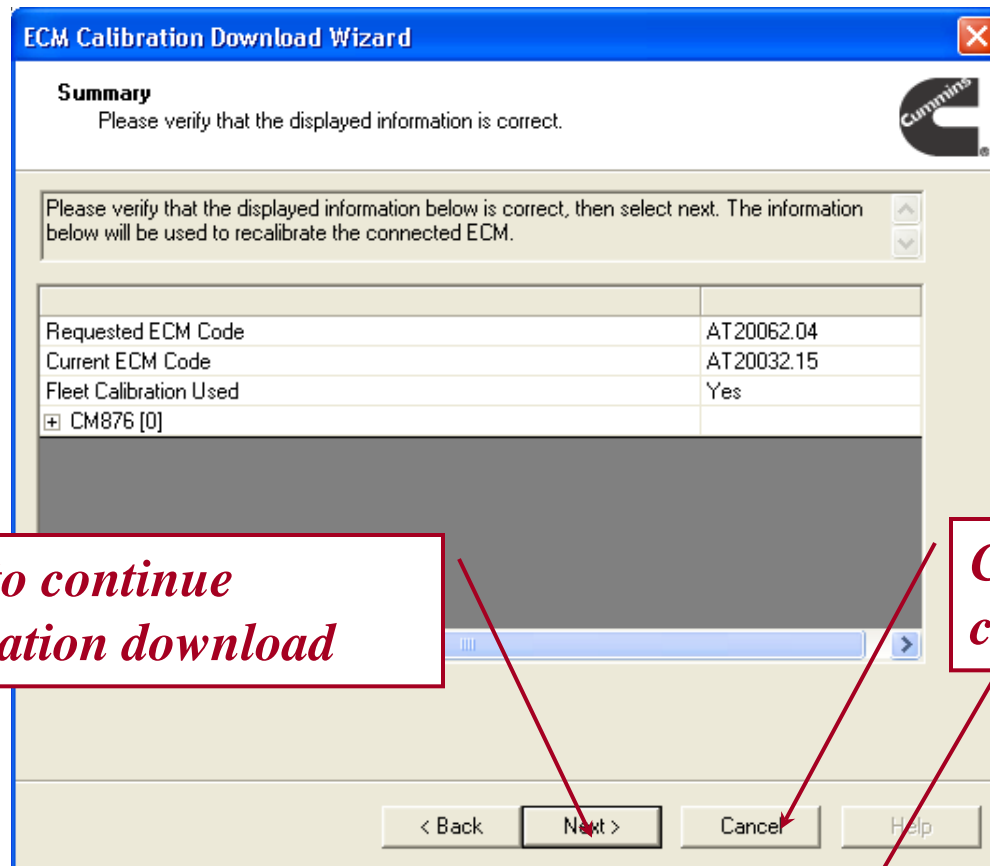 ECM Calibration Download Wizard
Summary
Please verify that the displayed information is correct.
Cummins
®
Please verify that the displayed information below is correct, then select next. The information
below will be used to recalibrate the connected ECM.
Requested ECM Code AT20062.04
Current ECM Code AT20032.15
Fleet Calibration Used Yes
CM876 [0]
to continue
ation download
C
c
< Back Next > Cancel Help